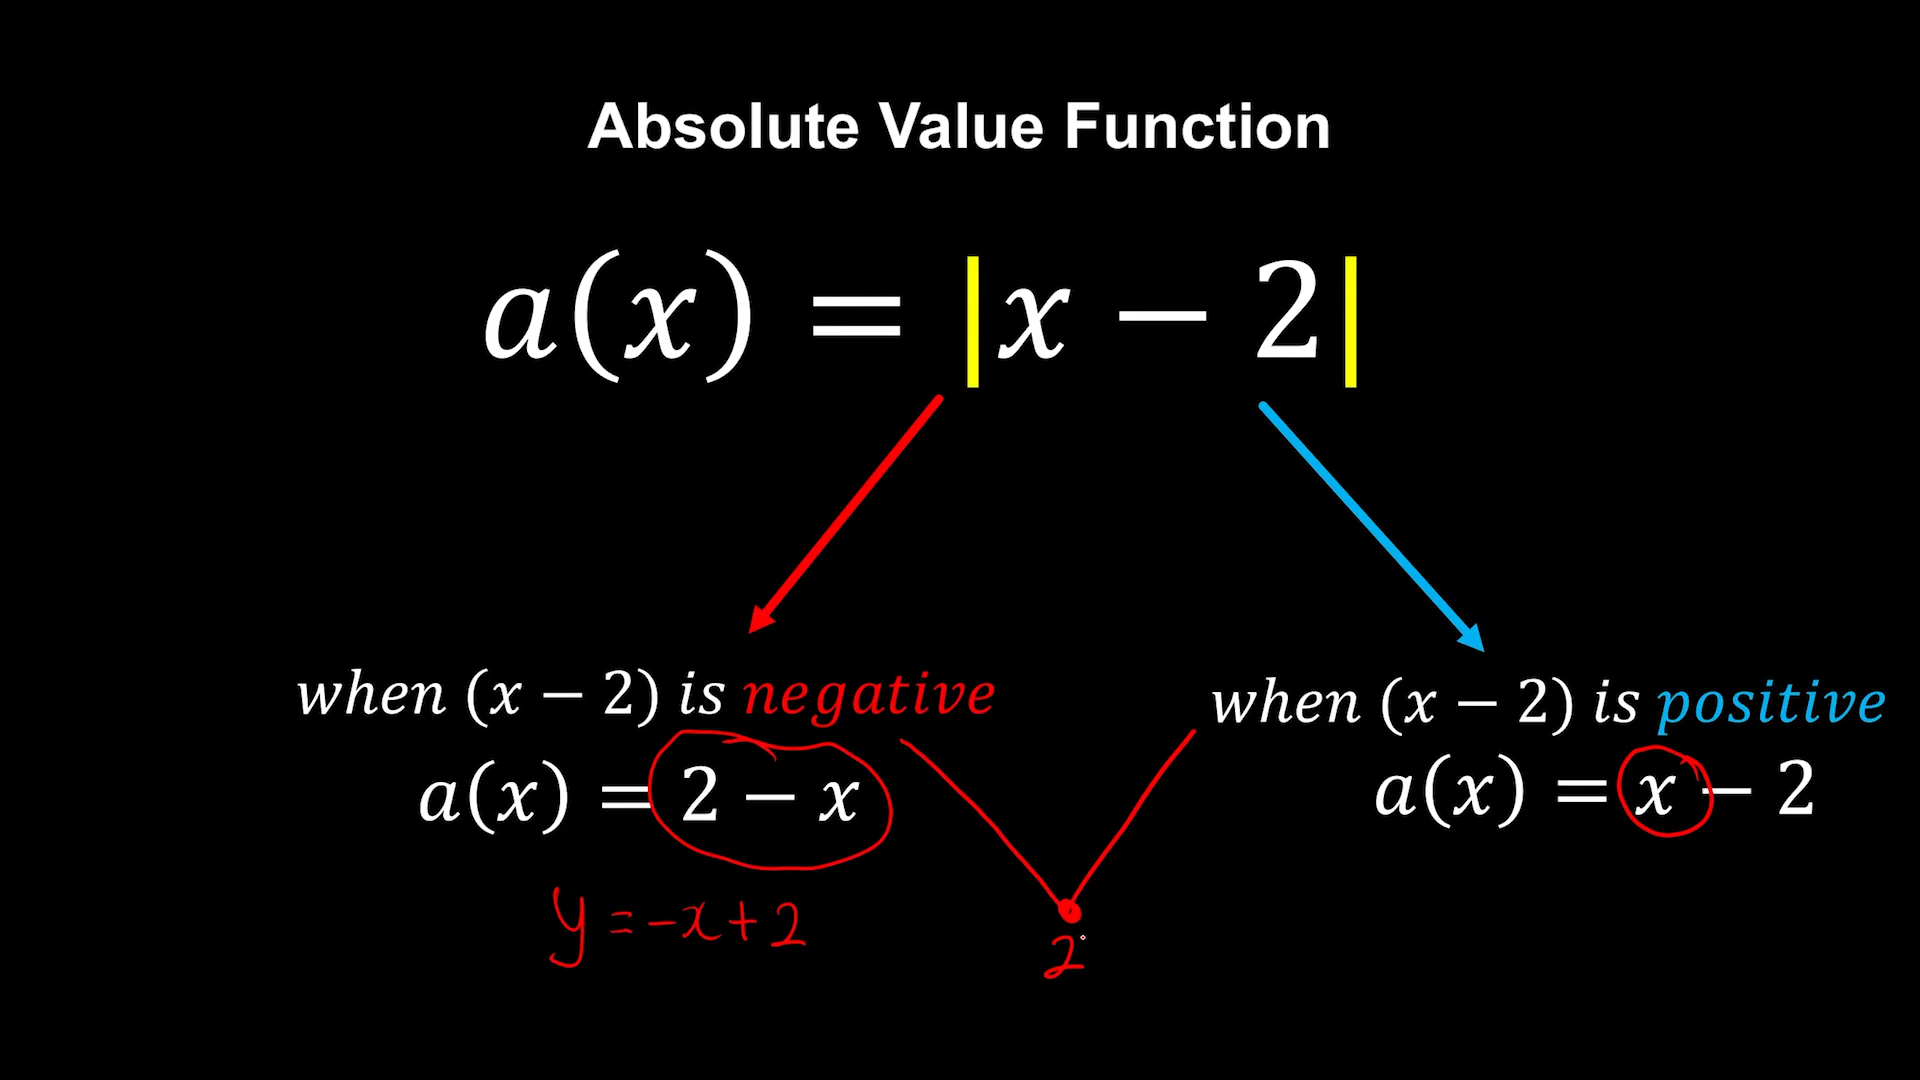 Absolute Value Function
a(x) = |x − 2|
when (x − 2) is negative
a(x) = 2 − x
y = -x+2
when (x − 2) is positive
a(x) = x − 2
2